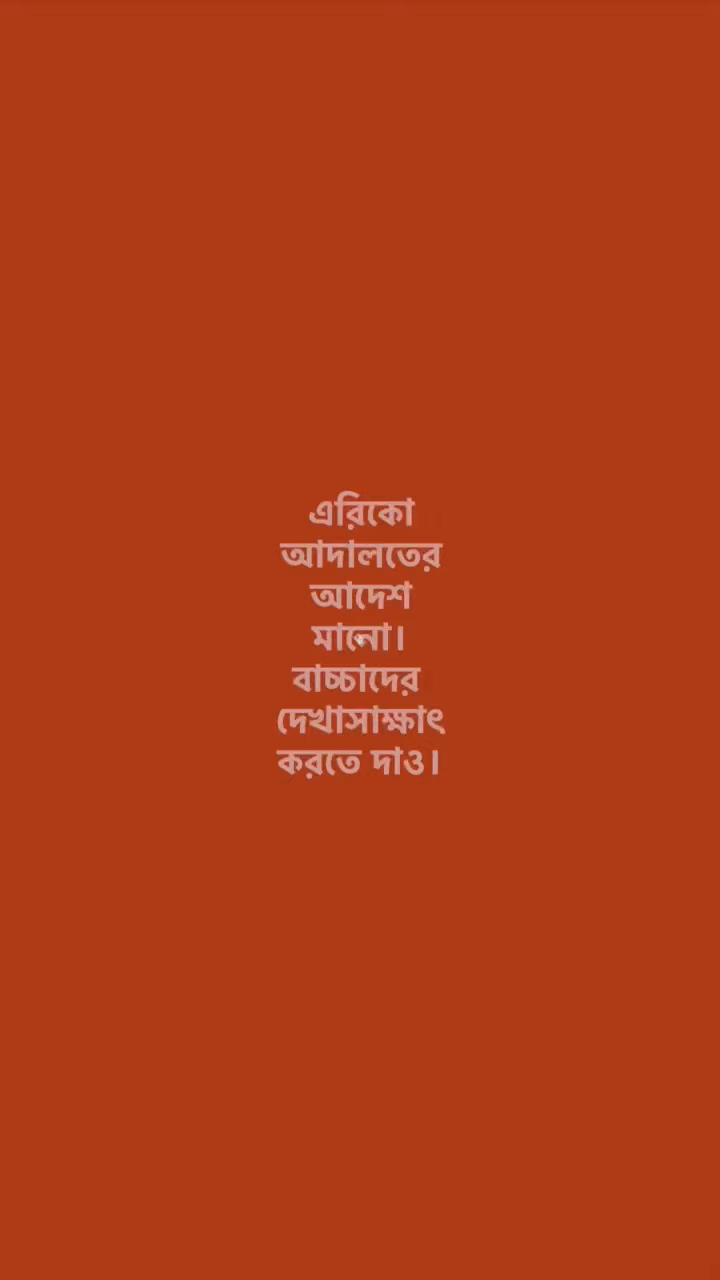 এরিকো
আদালতের
আদেশ
মানো।
বাচ্চাদের
দেখাসাক্ষাৎ
করতে দাও।